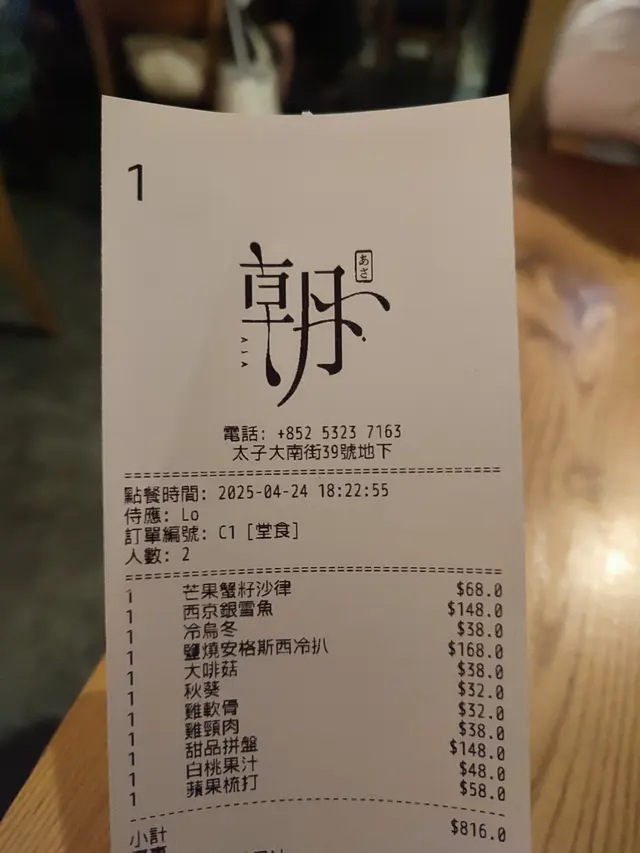 1
朝
あさ
ASA
電話: +852 5323 7163
太子大南街39號地下
點餐時間: 2025-04-24 18:22:55
侍應: Lo
訂單編號: C1 [堂食]
人數: 2
1 芒果蟹籽沙律 $68.0
1 西京銀雪魚 $148.0
1 冷烏冬 $38.0
1 鹽燒安格斯西冷扒 $168.0
1 大啡菇 $38.0
1 秋葵 $32.0
1 雞軟骨 $32.0
1 雞頸肉 $38.0
1 甜品拼盤 $148.0
1 白桃果汁 $48.0
1 蘋果梳打 $58.0
小計 $816.0